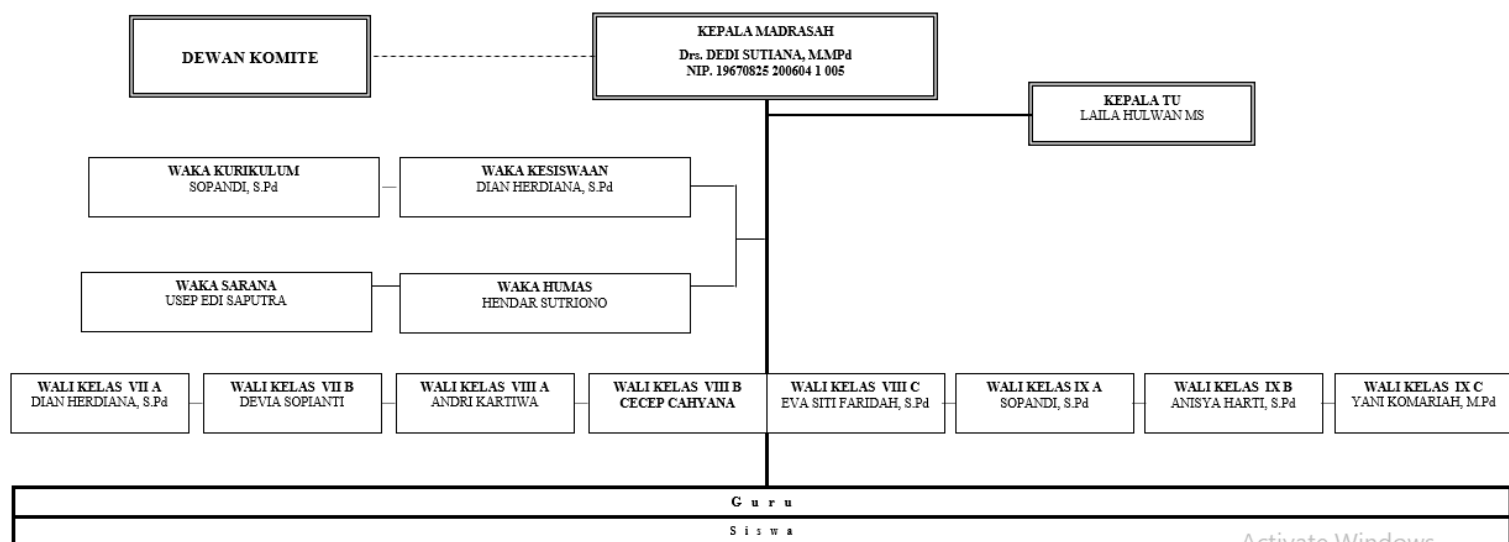 DEWAN KOMITE
KEPALA MADRASAH
Drs. DEDI SUTIANA, M.MPd
NIP. 19670825 200604 1 005
KEPALA TU
LAILA HULWAN MS
WAKA KURIKULUM
SOPANDI, S.Pd
WAKA KESISWAAN
DIAN HERDIANA, S.Pd
WAKA SARANA
USEP EDI SAPUTRA
WAKA HUMAS
HENDAR SUTRIONO
WALI KELAS VII A
DIAN HERDIANA, S.Pd
WALI KELAS VII B
DEVIA SOPIANTI
WALI KELAS VIII A
ANDRI KARTIWA
WALI KELAS VIII B
CECEP CAHYANA
WALI KELAS VIII C
EVA SITI FARIDAH, S.Pd
WALI KELAS IX A
SOPANDI, S.Pd
WALI KELAS IX B
ANISYA HARTI, S.Pd
WALI KELAS IX C
YANI KOMARIAH, M.Pd
G u r u
S i s w a
Activate Windows